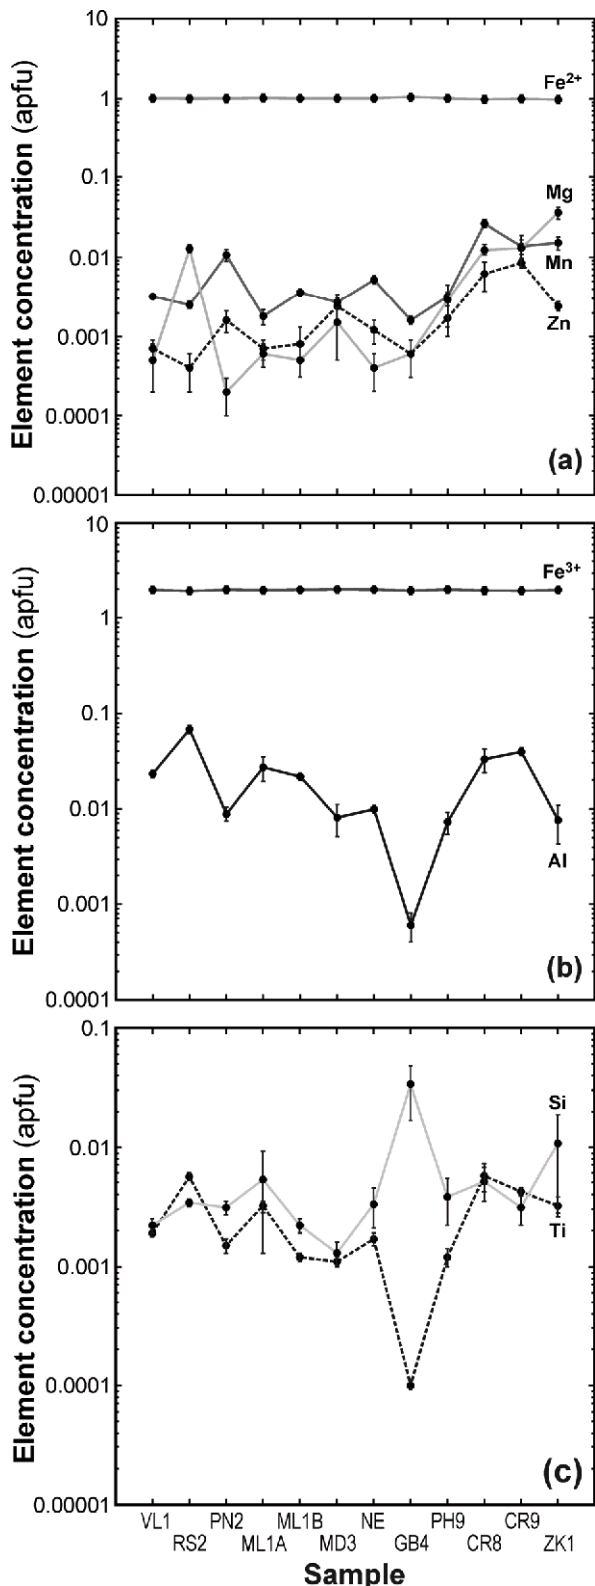 10
1
0.1
0.01
0.001
0.0001
0.00001
Element concentration (apfu)
Fe2+
Mg
Mn
Zn
(a)
10
1
0.1
0.01
0.001
0.0001
Element concentration (apfu)
Fe3+
Al
(b)
0.1
0.01
0.001
0.0001
0.00001
Element concentration (apfu)
Si
Ti
(c)
VL1 PN2 ML1B NE PH9 CR9
RS2 ML1A MD3 GB4 CR8 ZK1
Sample